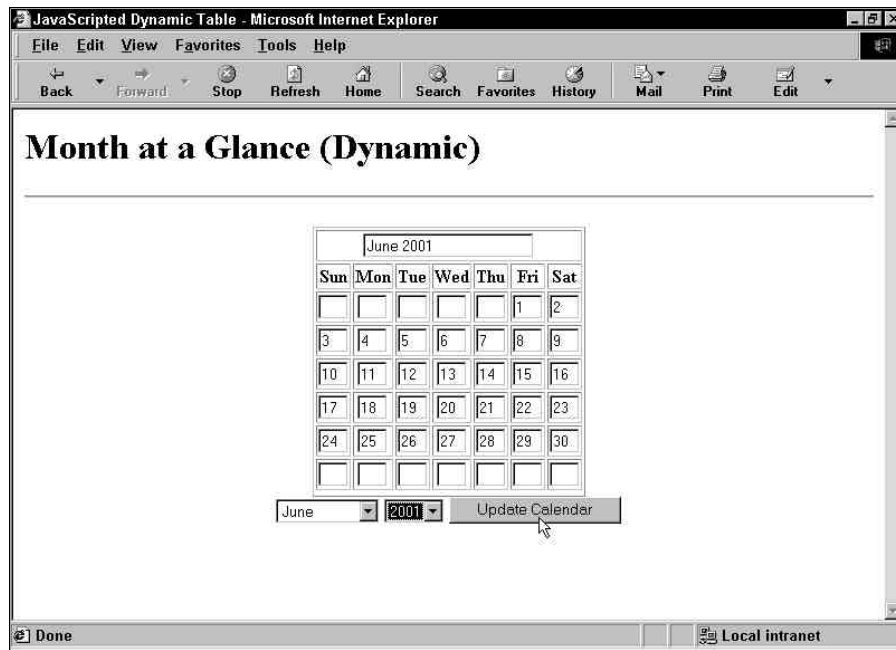 JavaScripted Dynamic Table - Microsoft Internet Explorer
File Edit View Favorites Tools Help
Back Forward Stop Refresh Home Search Favorites History Mail Print Edit
Month at a Glance (Dynamic)
June 2001
Sun Mon Tue Wed Thu Fri Sat
1 2
3 4 5 6 7 8 9
10 11 12 13 14 15 16
17 18 19 20 21 22 23
24 25 26 27 28 29 30
June 2001 Update Calendar
Done Local intranet